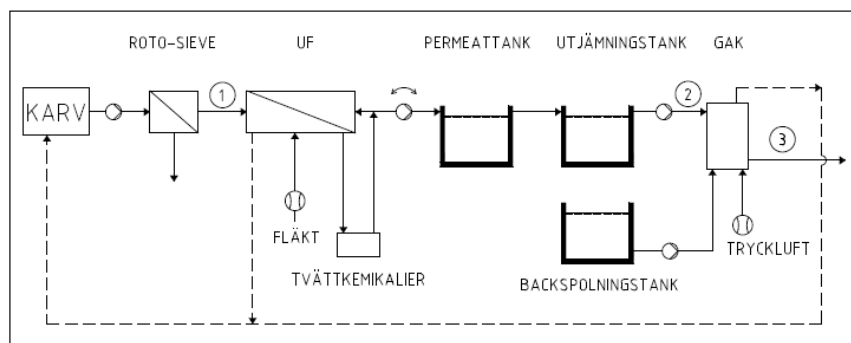 ROTO-SIEVE UF PERMEATTANK UTJÄMNINGSTANK GAK
KARV 1 2
3
FLÄKT
TVÄTTKEMIKALIER
BACKSPOLNINGSTANK
TRYCKLUFT